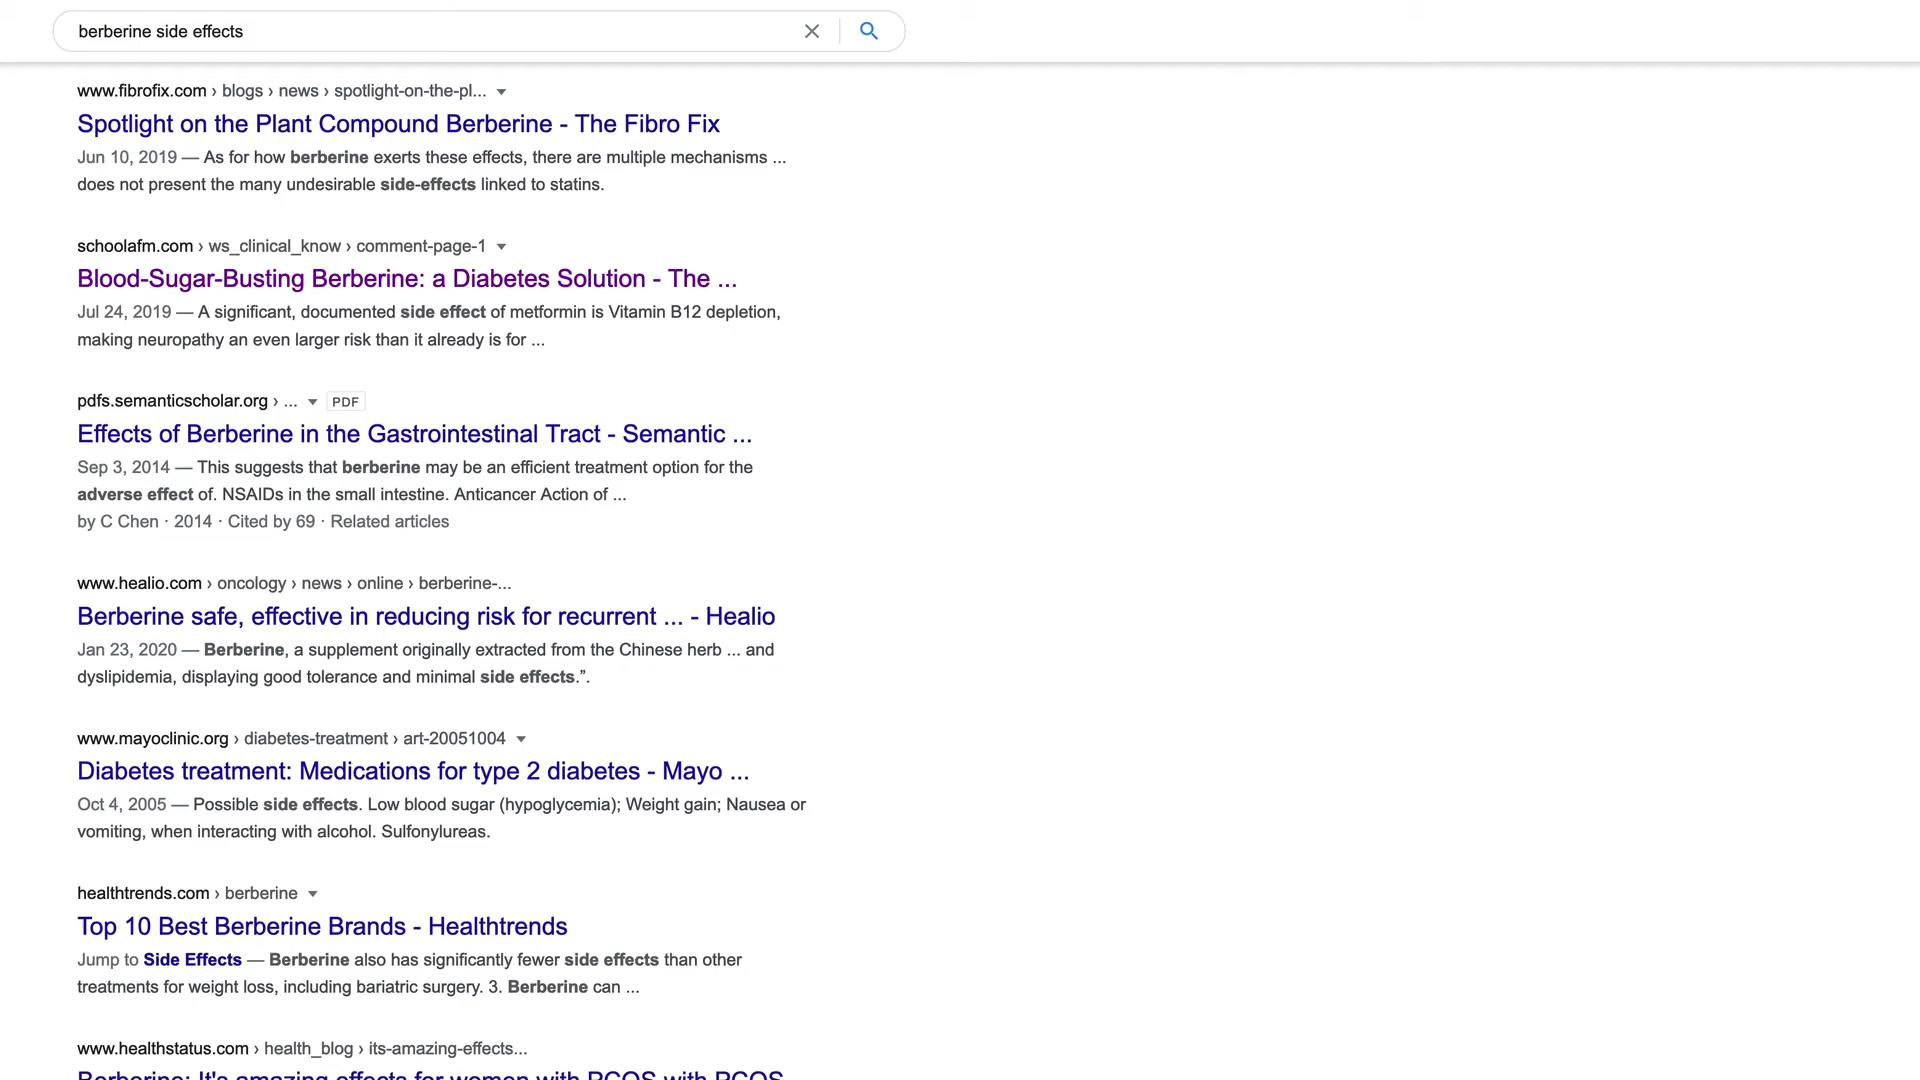 berberine side effects
www.fibrofix.com › blogs › news › spotlight-on-the-pl...
Spotlight on the Plant Compound Berberine - The Fibro Fix
Jun 10, 2019 — As for how berberine exerts these effects, there are multiple mechanisms ...
does not present the many undesirable side-effects linked to statins.
schoolafm.com › ws_clinical_know › comment-page-1
Blood-Sugar-Busting Berberine: a Diabetes Solution - The ...
Jul 24, 2019 — A significant, documented side effect of metformin is Vitamin B12 depletion,
making neuropathy an even larger risk than it already is for ...
pdfs.semanticscholar.org › ... PDF
Effects of Berberine in the Gastrointestinal Tract - Semantic ...
Sep 3, 2014 — This suggests that berberine may be an efficient treatment option for the
adverse effect of. NSAIDs in the small intestine. Anticancer Action of ...
by C Chen · 2014 · Cited by 69 · Related articles
www.healio.com › oncology › news › online › berberine-...
Berberine safe, effective in reducing risk for recurrent ... - Healio
Jan 23, 2020 — Berberine, a supplement originally extracted from the Chinese herb ... and
dyslipidemia, displaying good tolerance and minimal side effects.”.
www.mayoclinic.org › diabetes-treatment › art-20051004
Diabetes treatment: Medications for type 2 diabetes - Mayo ...
Oct 4, 2005 — Possible side effects. Low blood sugar (hypoglycemia); Weight gain; Nausea or
vomiting, when interacting with alcohol. Sulfonylureas.
healthtrends.com › berberine
Top 10 Best Berberine Brands - Healthtrends
Jump to Side Effects — Berberine also has significantly fewer side effects than other
treatments for weight loss, including bariatric surgery. 3. Berberine can ...
www.healthstatus.com › health_blog › its-amazing-effects...
Berberine: It's amazing effects for women with PCOS with PCOS